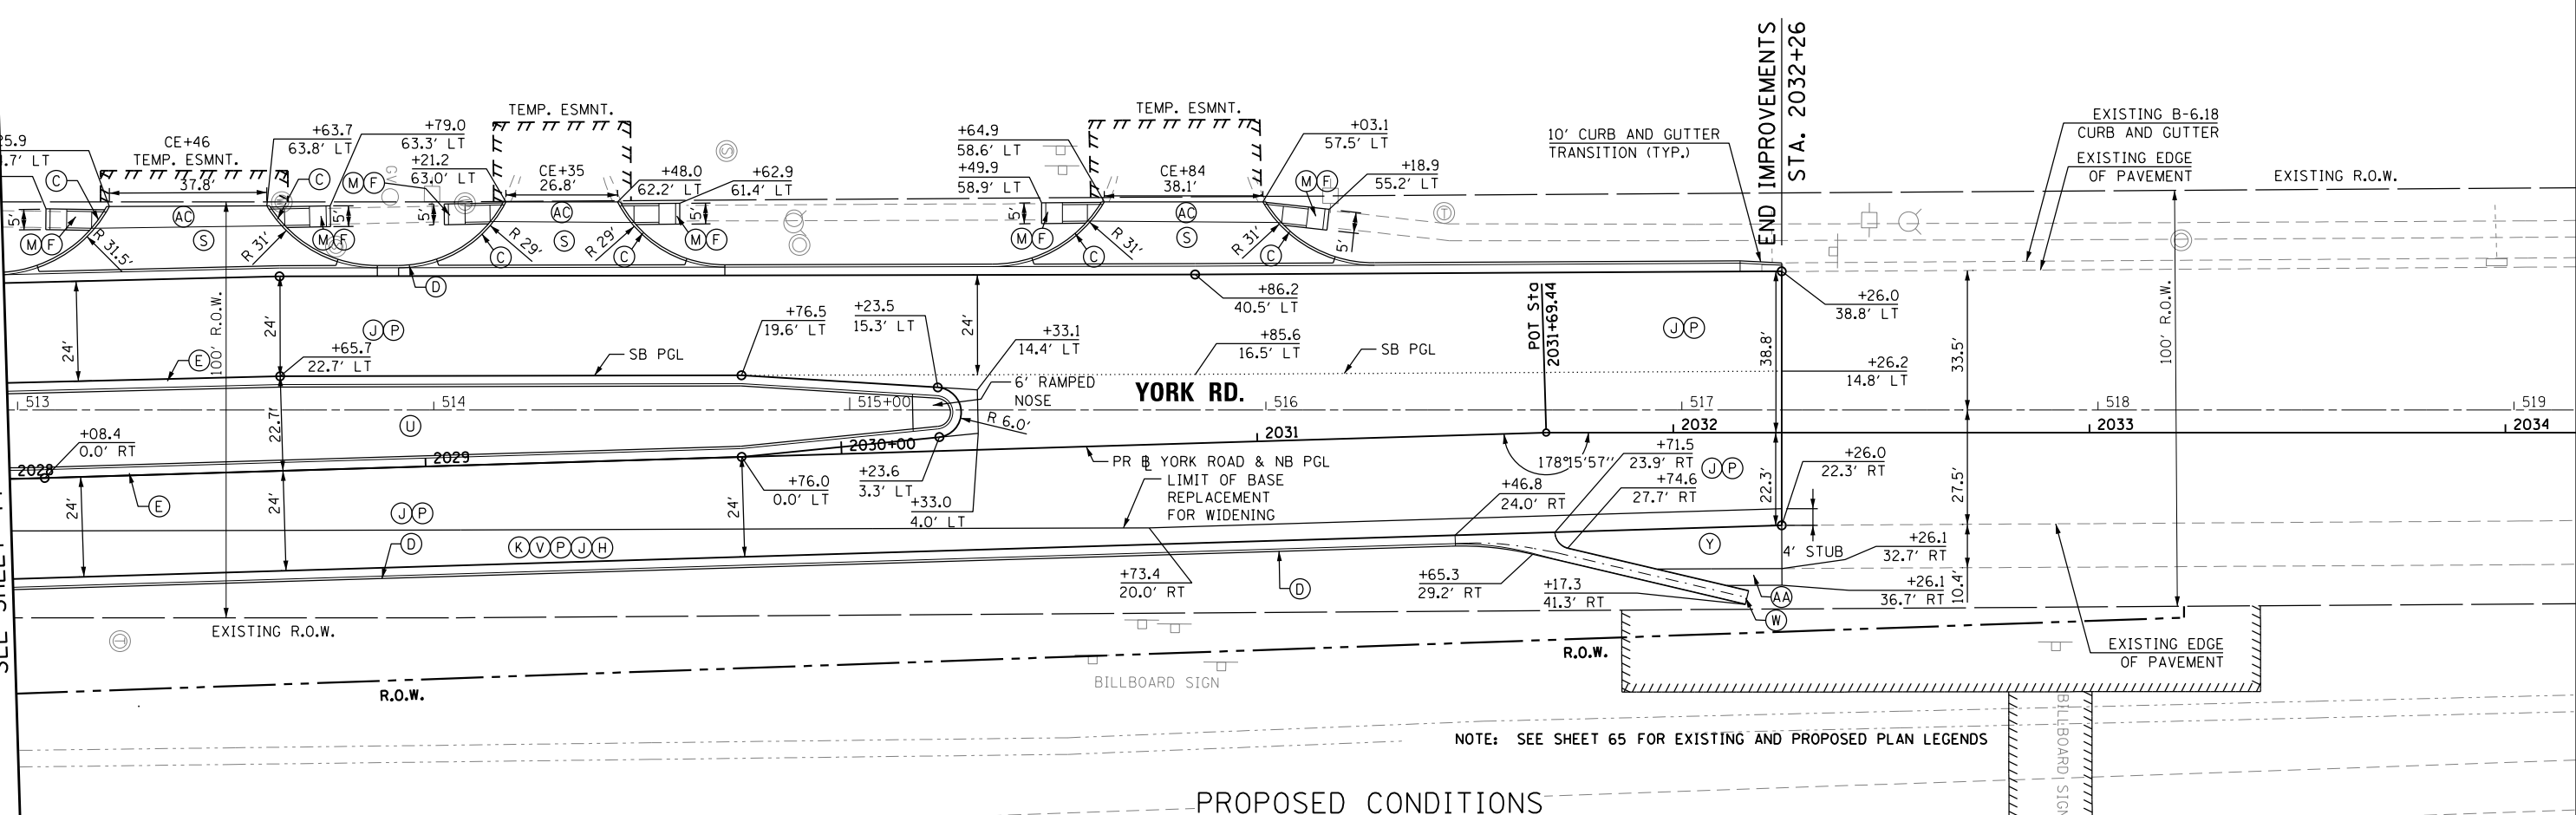 25.9
.7' LT
CE+46
TEMP. ESMNT.
37.8'
+63.7
63.8' LT
+79.0
63.3' LT
+21.2
63.0' LT
TEMP. ESMNT.
CE+35
26.8'
+48.0
62.2' LT
+62.9
61.4' LT
+64.9
58.6' LT
+49.9
58.9' LT
TEMP. ESMNT.
CE+84
38.1'
+03.1
57.5' LT
+18.9
55.2' LT
10' CURB AND GUTTER
TRANSITION (TYP.)
END IMPROVEMENTS
STA. 2032+26
EXISTING B-6.18
CURB AND GUTTER
EXISTING EDGE
OF PAVEMENT
EXISTING R.O.W.
C
M F
5'
AC
S
R 31.5'
R 31'
C
M F
5'
M F
5'
GV
AC
S
R 29'
C
R 29'
C
5'
M F
S
5'
M F
AC
S
R 31'
C
R 31'
C
M F
5'
T
D
24'
E
100' R.O.W.
24'
J P
+65.7
22.7' LT
SB PGL
+76.5
19.6' LT
+23.5
15.3' LT
24'
+33.1
14.4' LT
6' RAMPED
NOSE
+86.2
40.5' LT
+85.6
16.5' LT
SB PGL
POT Sta
2031+69.44
J P
38.8'
+26.0
38.8' LT
+26.2
14.8' LT
33.5'
100' R.O.W.
YORK RD.
513
514
515+00
516
517
518
519
U
22.7'
R 6.0'
+08.4
0.0' RT
2028
2029
2030+00
2031
2032
2033
2034
E
24'
24'
24'
+76.0
0.0' LT
+23.6
3.3' LT
+33.0
4.0' LT
PR B YORK ROAD & NB PGL
LIMIT OF BASE
REPLACEMENT
FOR WIDENING
178°15'57"
+71.5
23.9' RT
+74.6
27.7' RT
+46.8
24.0' RT
J P
22.3'
+26.0
22.3' RT
27.5'
J P
D
K V P J H
Y
4' STUB
+26.1
32.7' RT
+26.1
36.7' RT
10.4'
+73.4
20.0' RT
D
+65.3
29.2' RT
+17.3
41.3' RT
AA
W
EXISTING R.O.W.
T
R.O.W.
BILLBOARD SIGN
R.O.W.
EXISTING EDGE
OF PAVEMENT
BILLBOARD SIGN
NOTE: SEE SHEET 65 FOR EXISTING AND PROPOSED PLAN LEGENDS
PROPOSED CONDITIONS